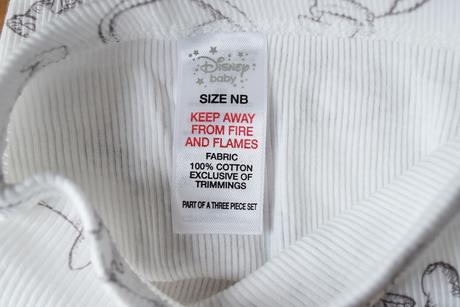 Disney
baby
SIZE NB
KEEP AWAY
FROM FIRE
AND FLAMES
FABRIC
100% COTTON
EXCLUSIVE OF
TRIMMINGS
PART OF A THREE PIECE SET